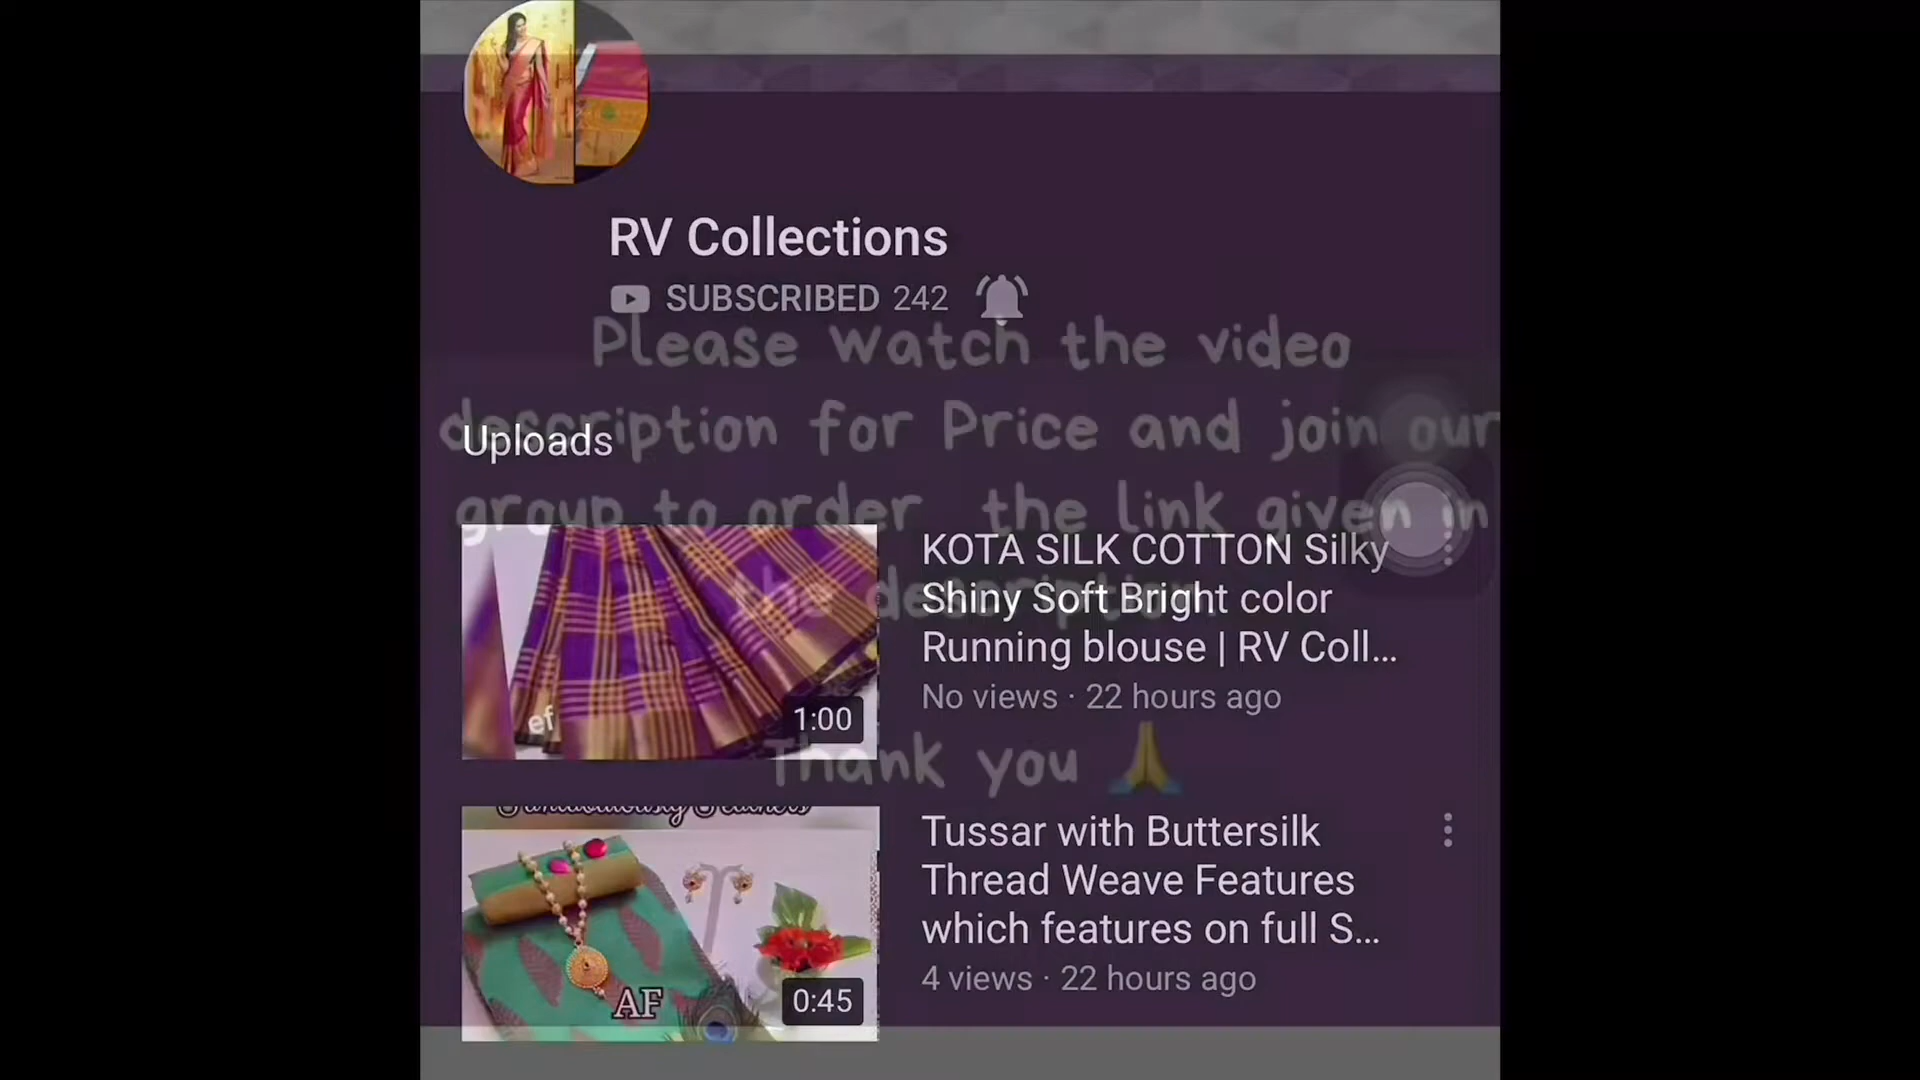 RV Collections
SUBSCRIBED 242
Please watch the video
description for Price and join our
Uploads
group to order the link given in
the description.
KOTA SILK COTTON Silky
Shiny Soft Bright color
Running blouse | RV Coll...
No views · 22 hours ago
ef
1:00
Thank you 🙏
Tussar with Buttersilk
Thread Weave Features
which features on full S...
4 views · 22 hours ago
AF
0:45